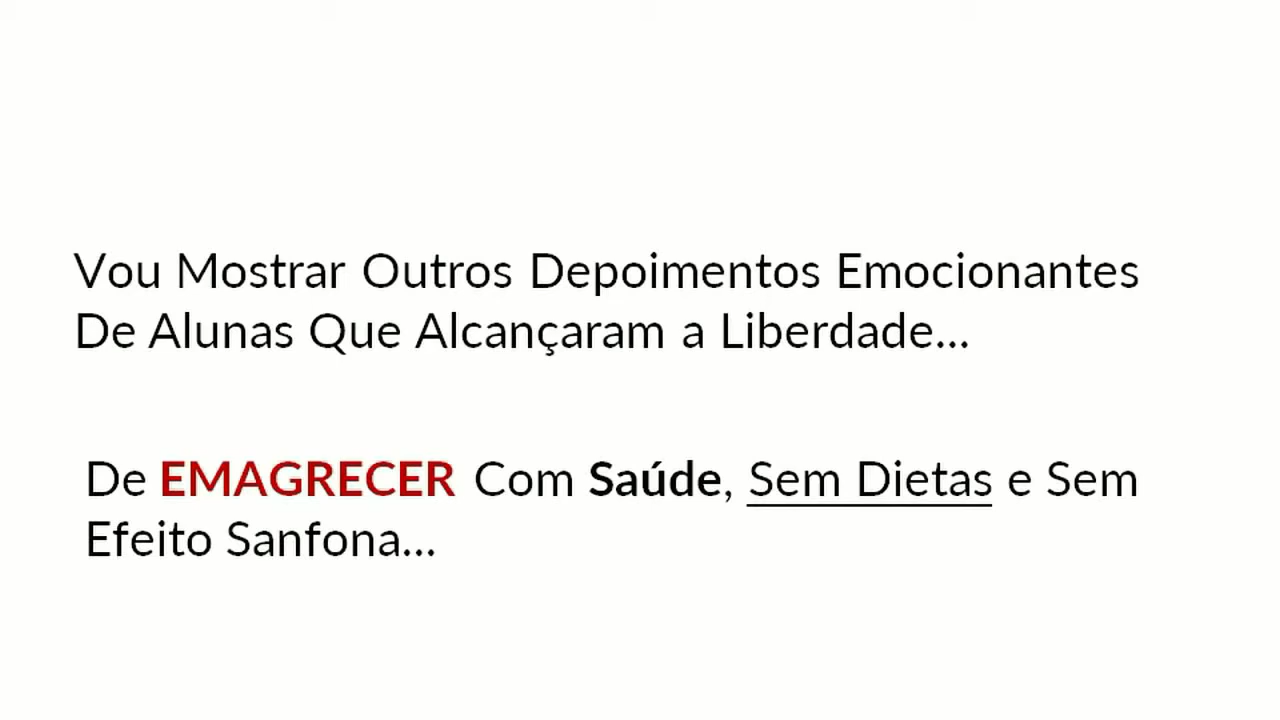 Vou Mostrar Outros Depoimentos Emocionantes
De Alunas Que Alcançaram a Liberdade...
De EMAGRECER Com Saúde, Sem Dietas e Sem
Efeito Sanfona...